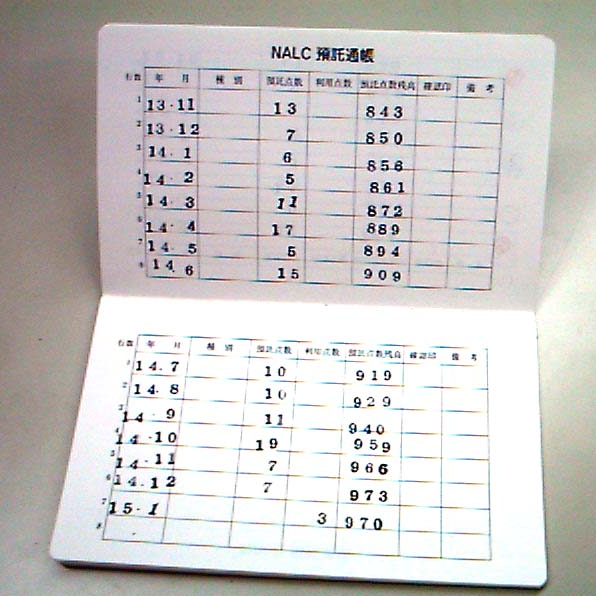 NALC 預託通帳
行数 年 月 種 別 預託点数 利用点数 預託点数残高 確認印 備 考
1 13・11 13 843
2 13・12 7 850
3 14・1 6 856
4 14・2 5 861
5 14・3 11 872
6 14・4 17 889
7 14・5 5 894
8 14.6 15 909
行数 年 月 種 別 預託点数 利用点数 預託点数残高 確認印 備 考
1 14.7 10 919
2 14.8 10 929
3 14・9 11 940
4 14・10 19 959
5 14・11 7 966
6 14.12 7 973
7 15・1 3 970
8